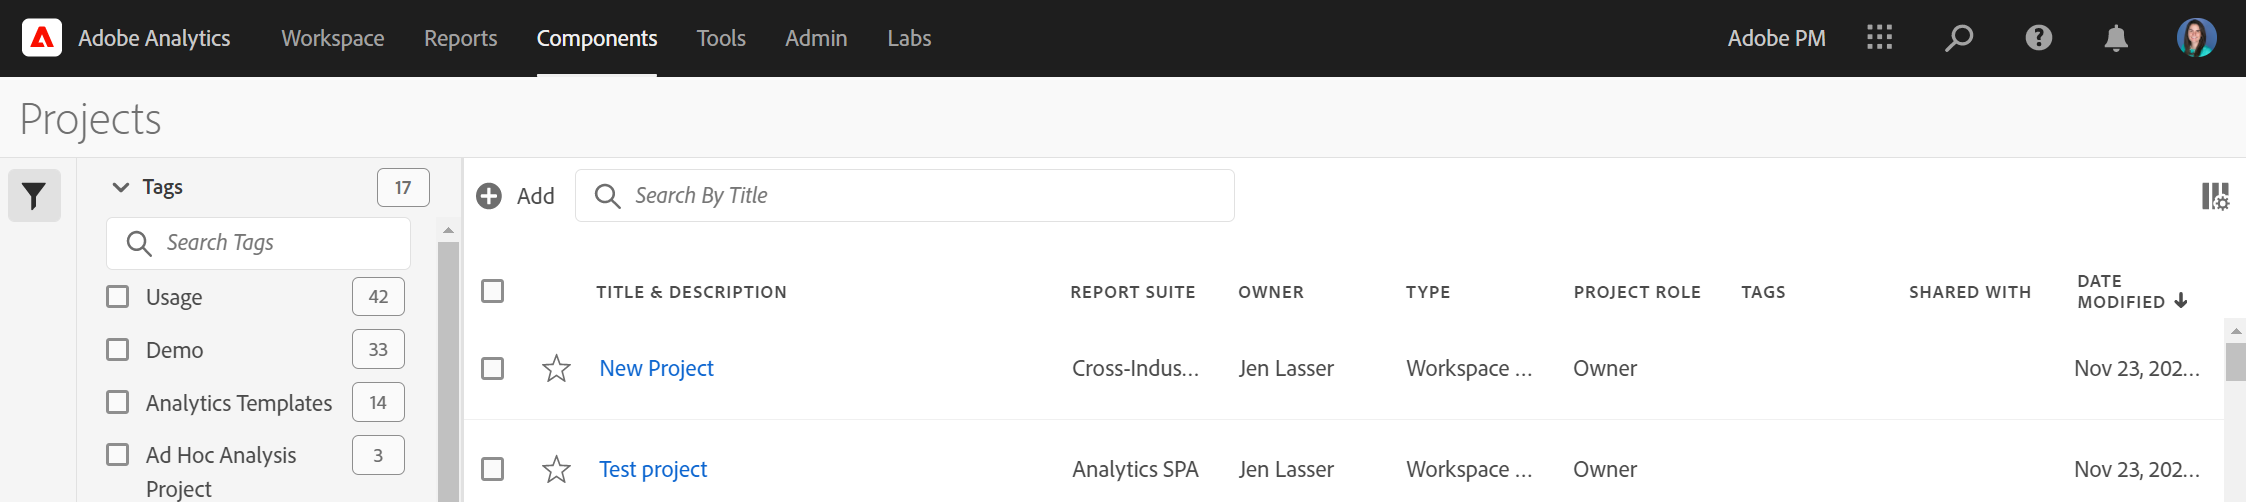 Adobe Analytics Workspace Reports Components Tools Admin Labs Adobe PM
Projects
Tags 17
Add Search By Title
Search Tags
Usage 42
Demo 33
Analytics Templates 14
Ad Hoc Analysis 3
Project
TITLE & DESCRIPTION REPORT SUITE OWNER TYPE PROJECT ROLE TAGS SHARED WITH DATE
MODIFIED
New Project Cross-Indus... Jen Lasser Workspace ... Owner Nov 23, 202...
Test project Analytics SPA Jen Lasser Workspace ... Owner Nov 23, 202...